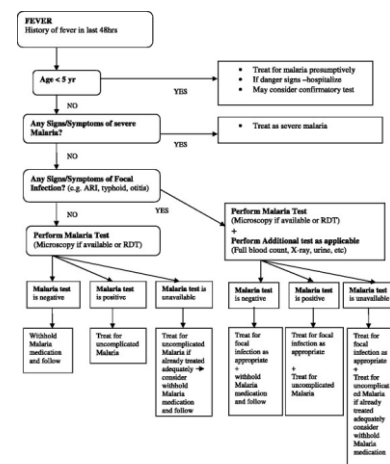 FEVER
History of fever in last 48hrs
Age < 5 yr
YES
• Treat for malaria presumptively
• If danger signs –hospitalize
• May consider confirmatory test
NO
Any Signs/Symptoms of severe
Malaria?
YES
• Treat as severe malaria
NO
Any Signs/Symptoms of Focal
Infection? (e.g. ARI, typhoid, otitis)
NO
YES
Perform Malaria Test
(Microscopy if available or RDT)
Perform Malaria Test
(Microscopy if available or RDT)
+
Perform Additional test as applicable
(Full blood count, X-ray, urine, etc)
Malaria test
is negative
Malaria test
is positive
Malaria test is
unavailable
Malaria test
is negative
Malaria test
is positive
Malaria test
is unavailable
Withhold
Malaria
medication
and follow
Treat for
uncomplicated
Malaria
Treat for
uncomplicated
Malaria if
already treated
adequately
consider
withhold
Malaria
medication
and follow
Treat for
focal
infection as
appropriate
+
withhold
Malaria
medication
and follow
Treat for focal
infection as
appropriate
+
Treat for
uncomplicated
Malaria
Treat for
focal
infection as
appropriate
+
Treat for
uncomplicat
ed Malaria
if already
treated
adequately
consider
withhold
Malaria
medication